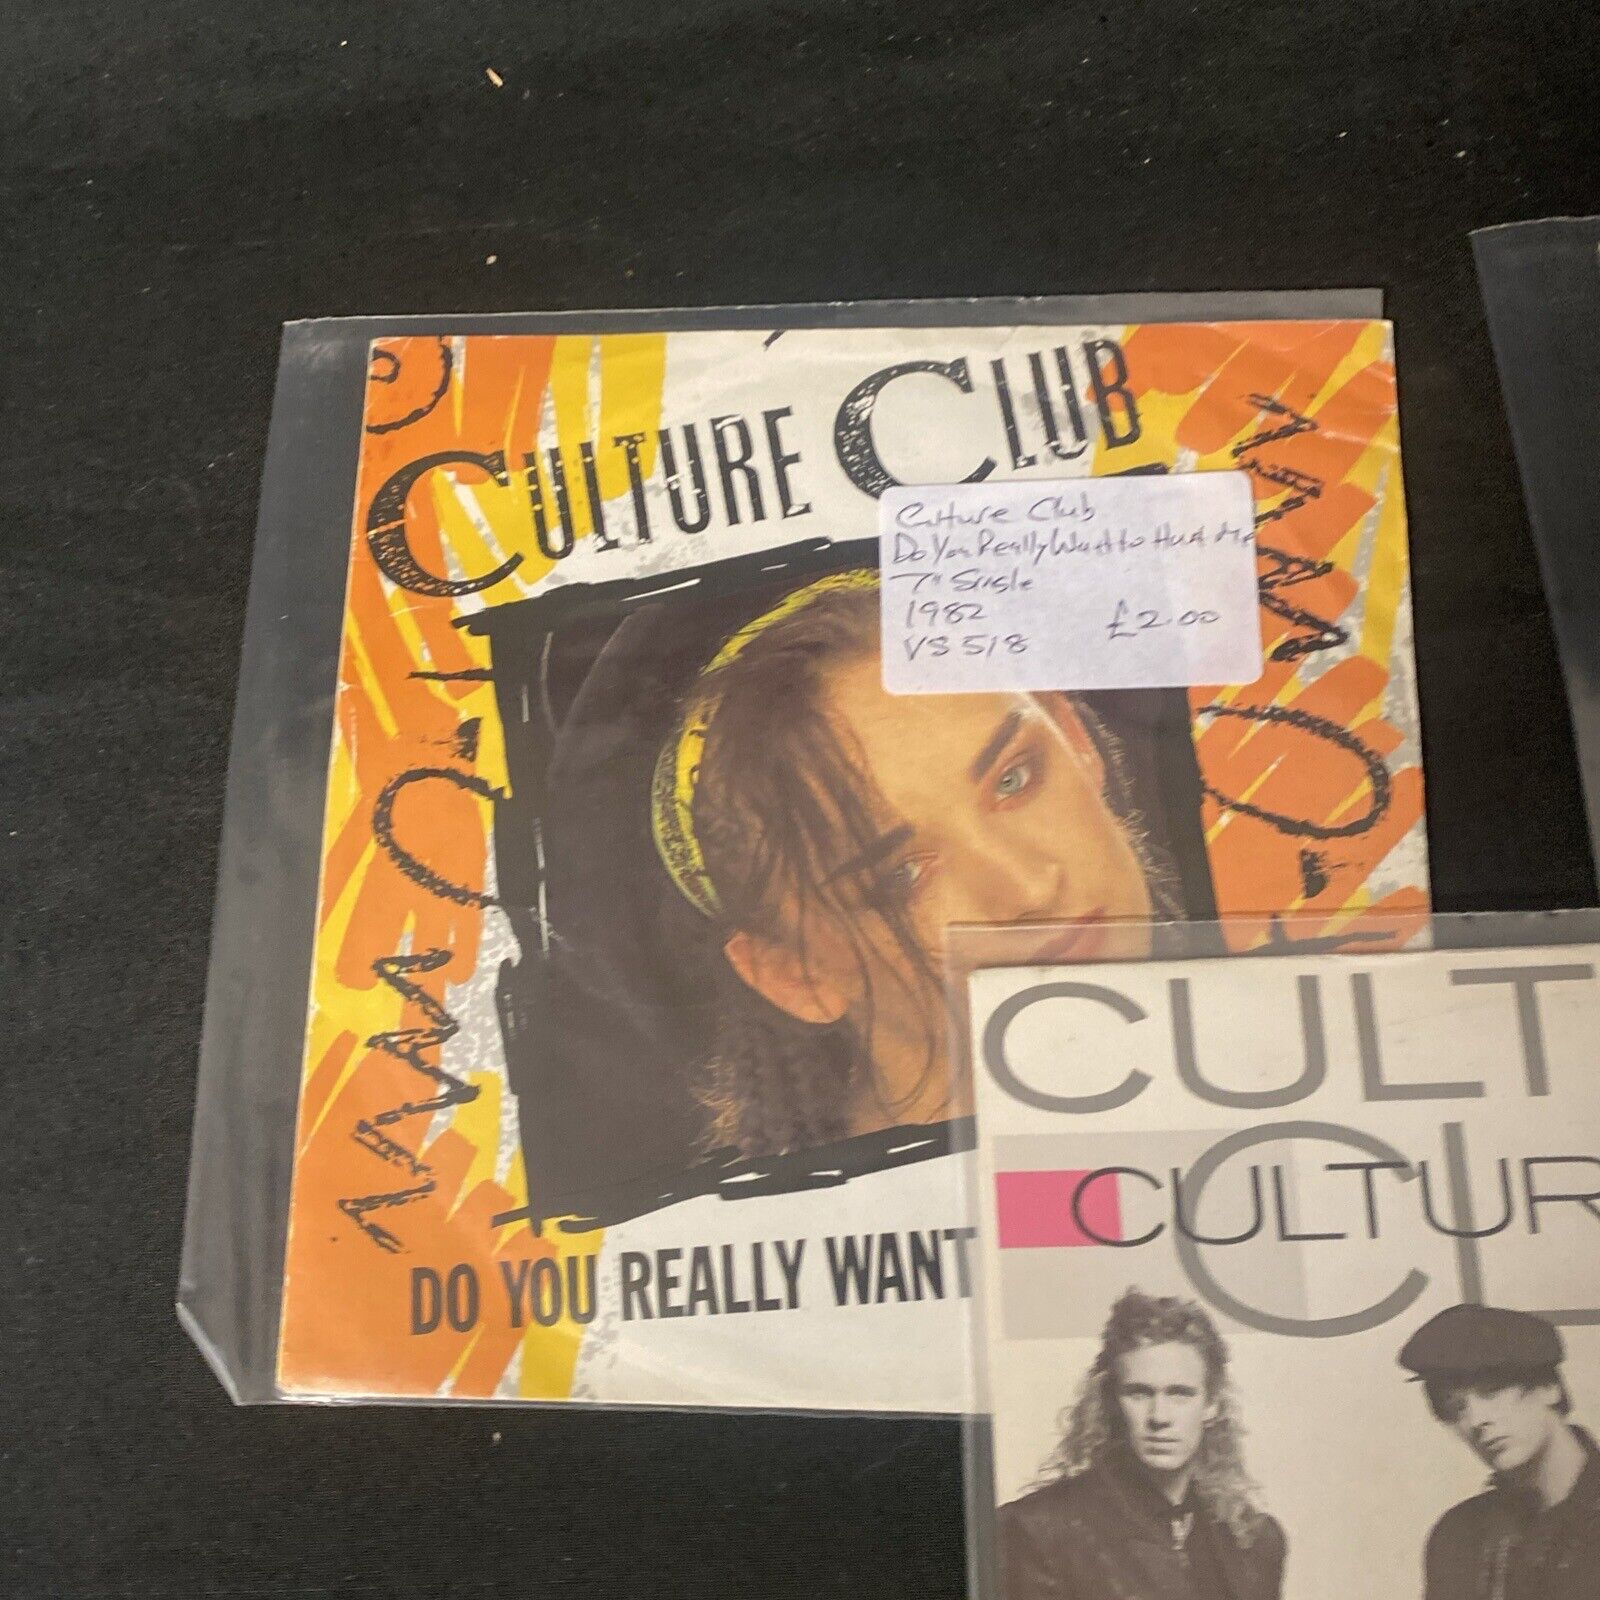 CULTURE CLUB
Culture Club
Do You Really Want to Hurt Me
7" Single
1982
£2.00
VS 518
DO YOU REALLY WANT
CULT
CL
CULTUR